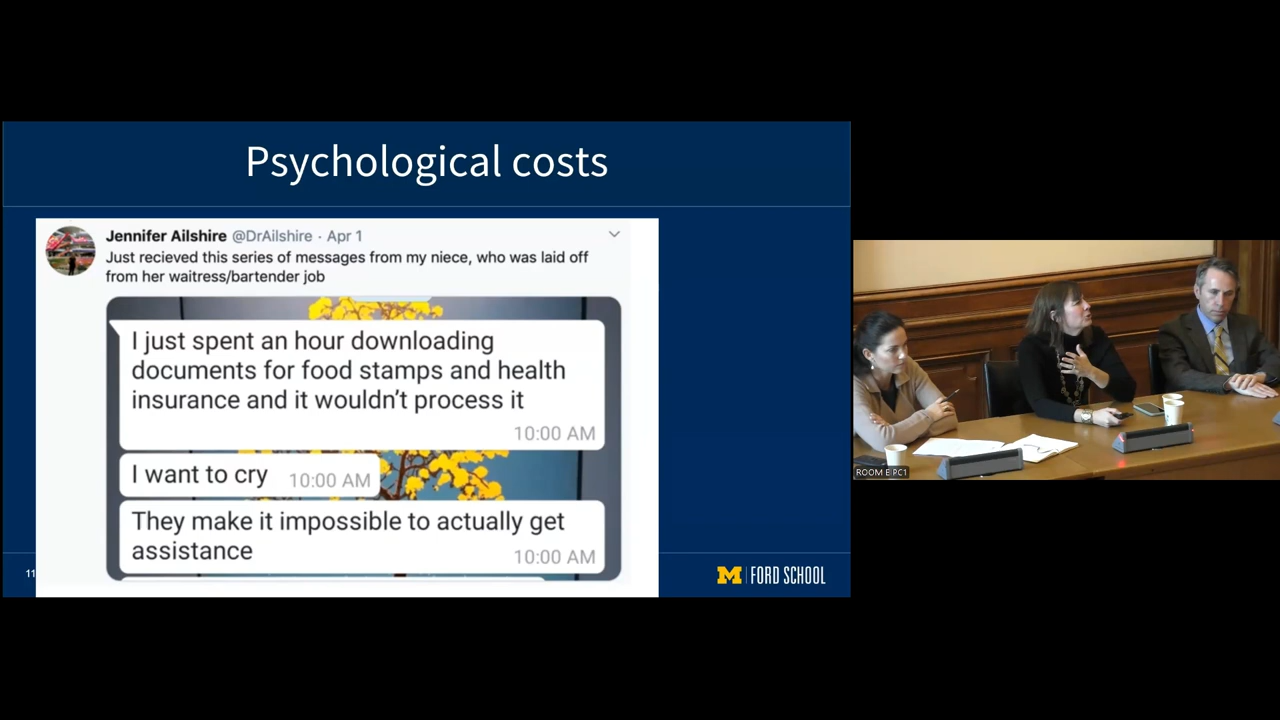 Psychological costs
Jennifer Ailshire @DrAilshire · Apr 1
Just recieved this series of messages from my niece, who was laid off
from her waitress/bartender job
I just spent an hour downloading
documents for food stamps and health
insurance and it wouldn't process it
10:00 AM
I want to cry 10:00 AM
They make it impossible to actually get
assistance 10:00 AM
11
M FORD SCHOOL
ROOM E PC1